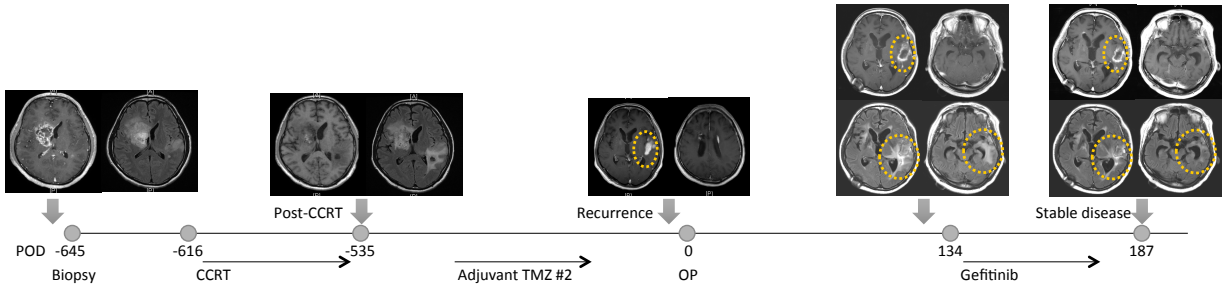 [A]
[A]
[P]
[P]
Post-CCRT
Recurrence
Stable disease
POD
-645
-616
-535
0
134
187
Biopsy
CCRT
Adjuvant TMZ #2
OP
Gefitinib